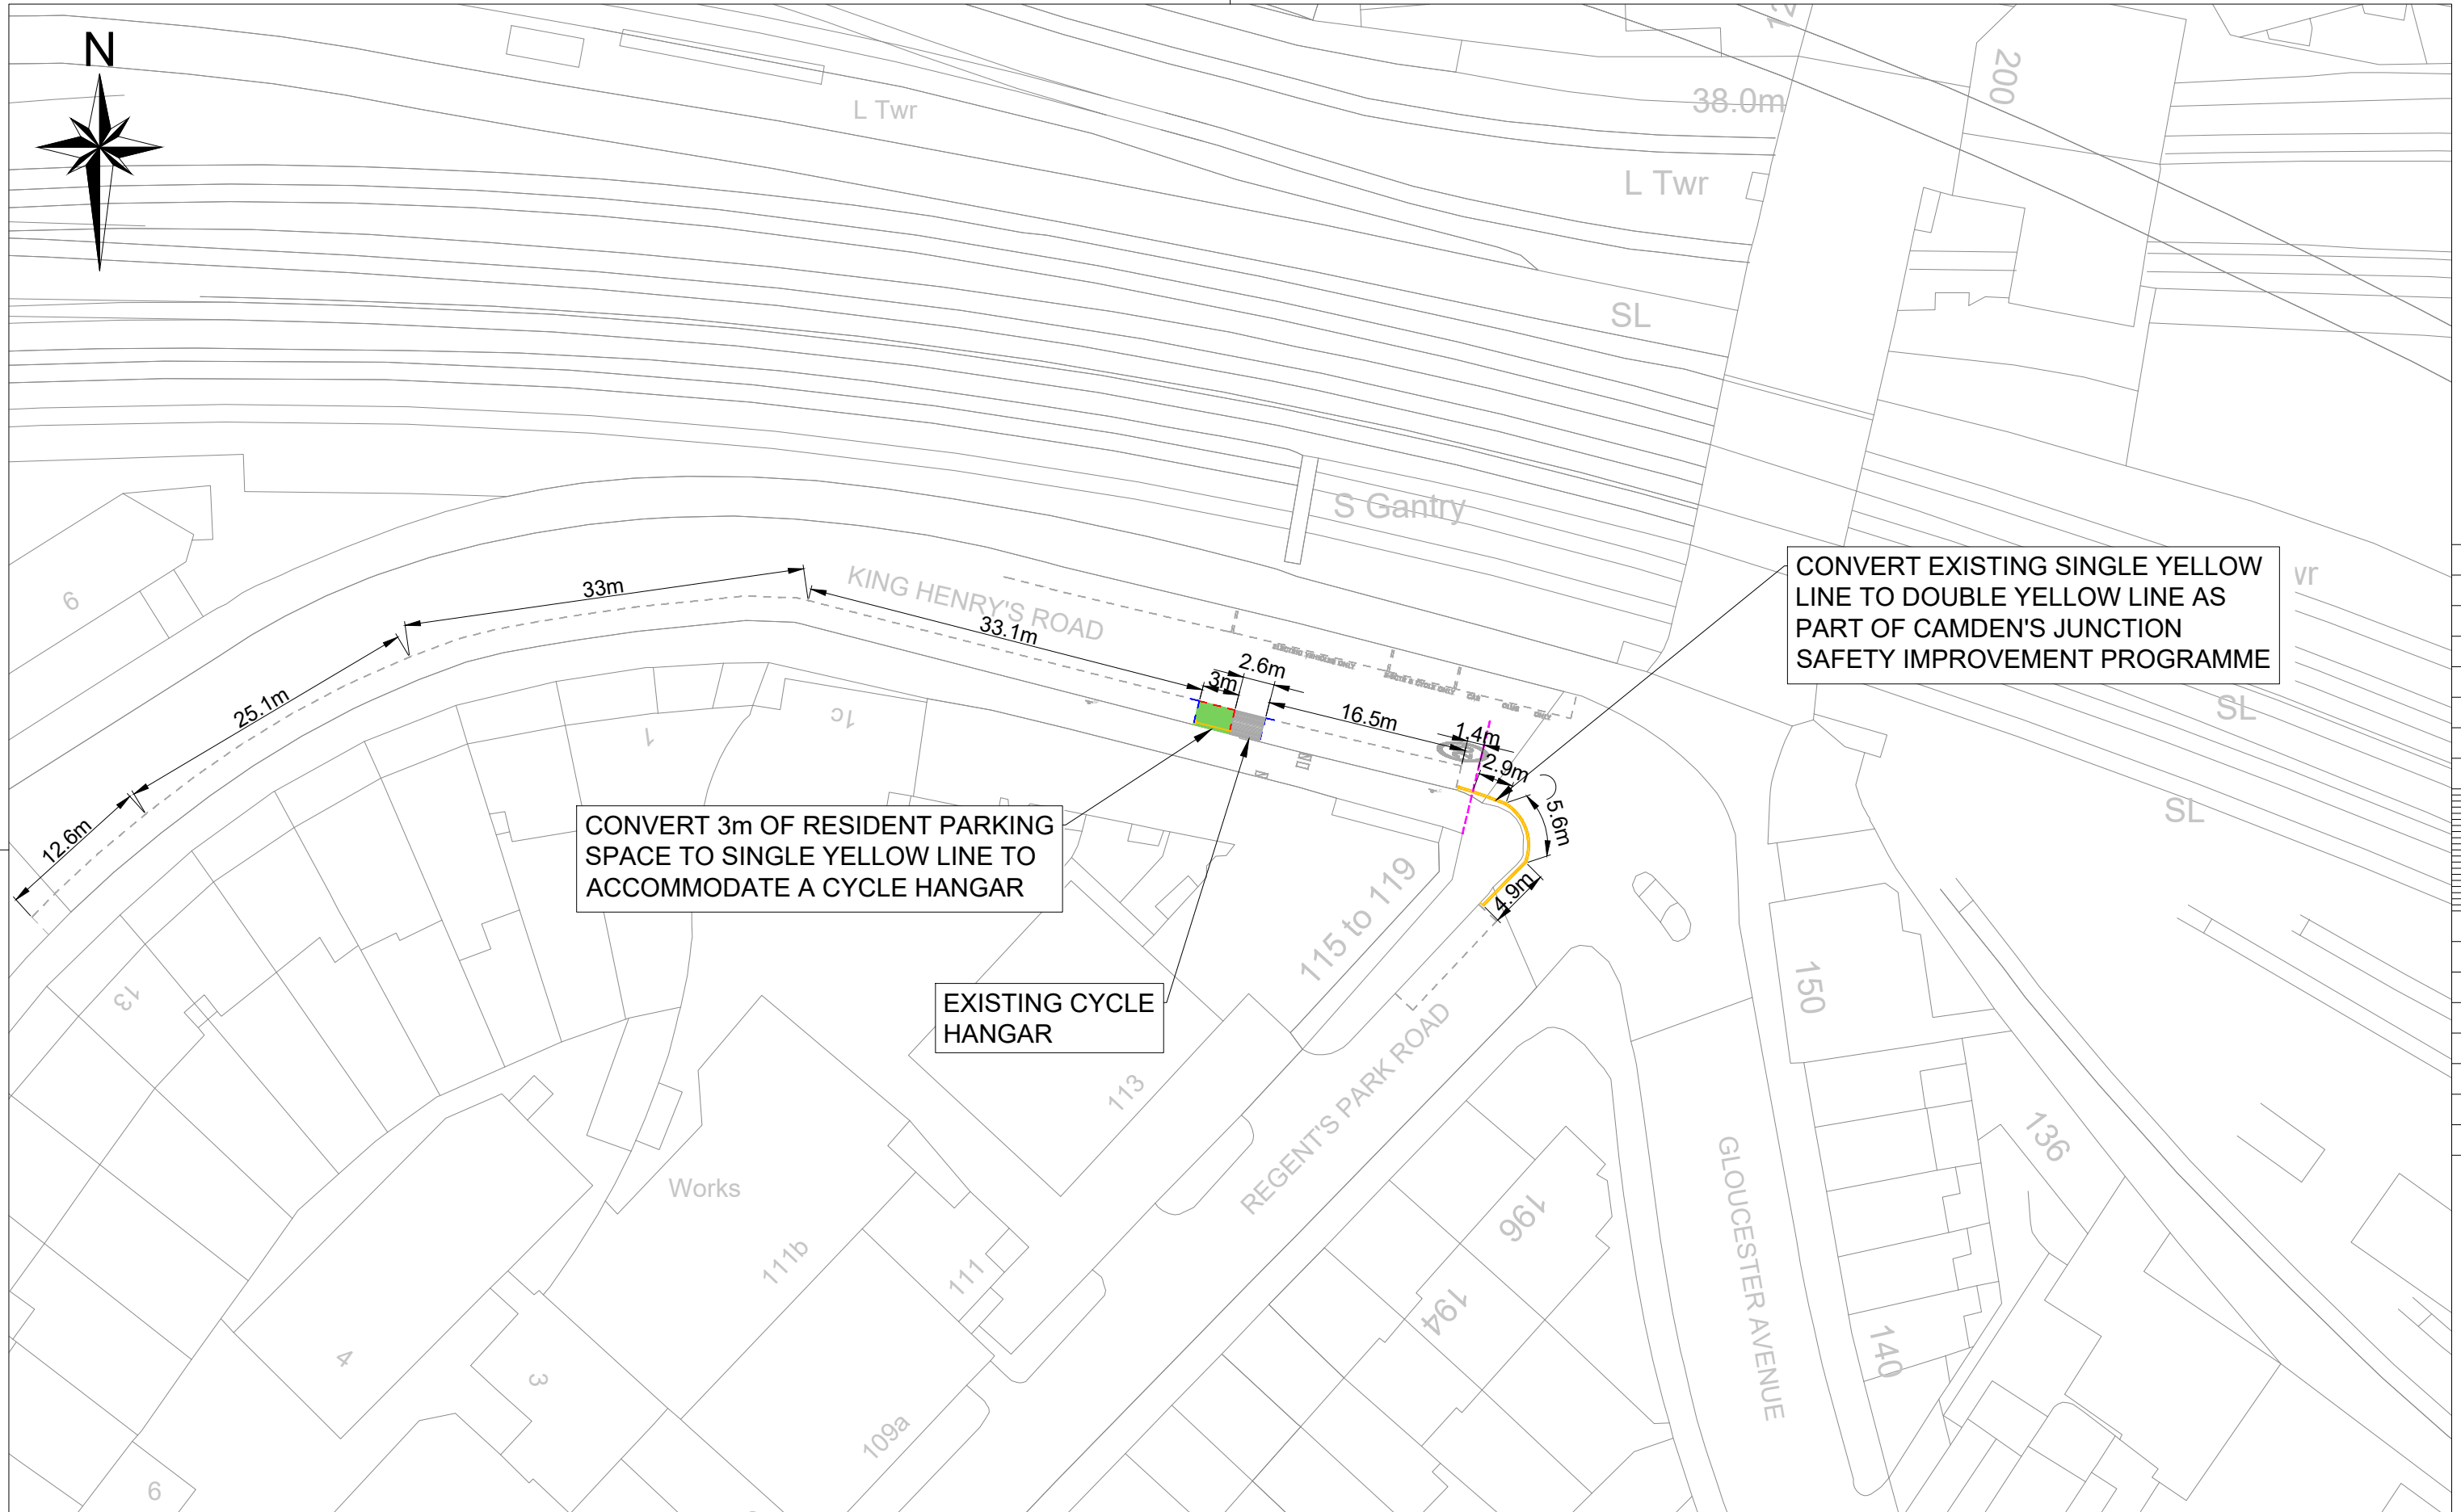 N
L Twr
38.0m
200
L Twr
SL
S Gantry
CONVERT EXISTING SINGLE YELLOW
LINE TO DOUBLE YELLOW LINE AS
PART OF CAMDEN'S JUNCTION
SAFETY IMPROVEMENT PROGRAMME
SL
SL
9
33m
KING HENRY'S ROAD
33.1m
2.6m
3m
16.5m
1.4m
2.9m
5.6m
4.9m
25.1m
12.6m
1
1c
CONVERT 3m OF RESIDENT PARKING
SPACE TO SINGLE YELLOW LINE TO
ACCOMMODATE A CYCLE HANGAR
EXISTING CYCLE
HANGAR
115 to 119
13
150
113
REGENT'S PARK ROAD
GLOUCESTER AVENUE
136
Works
111b
111
196
194
140
4
3
109a